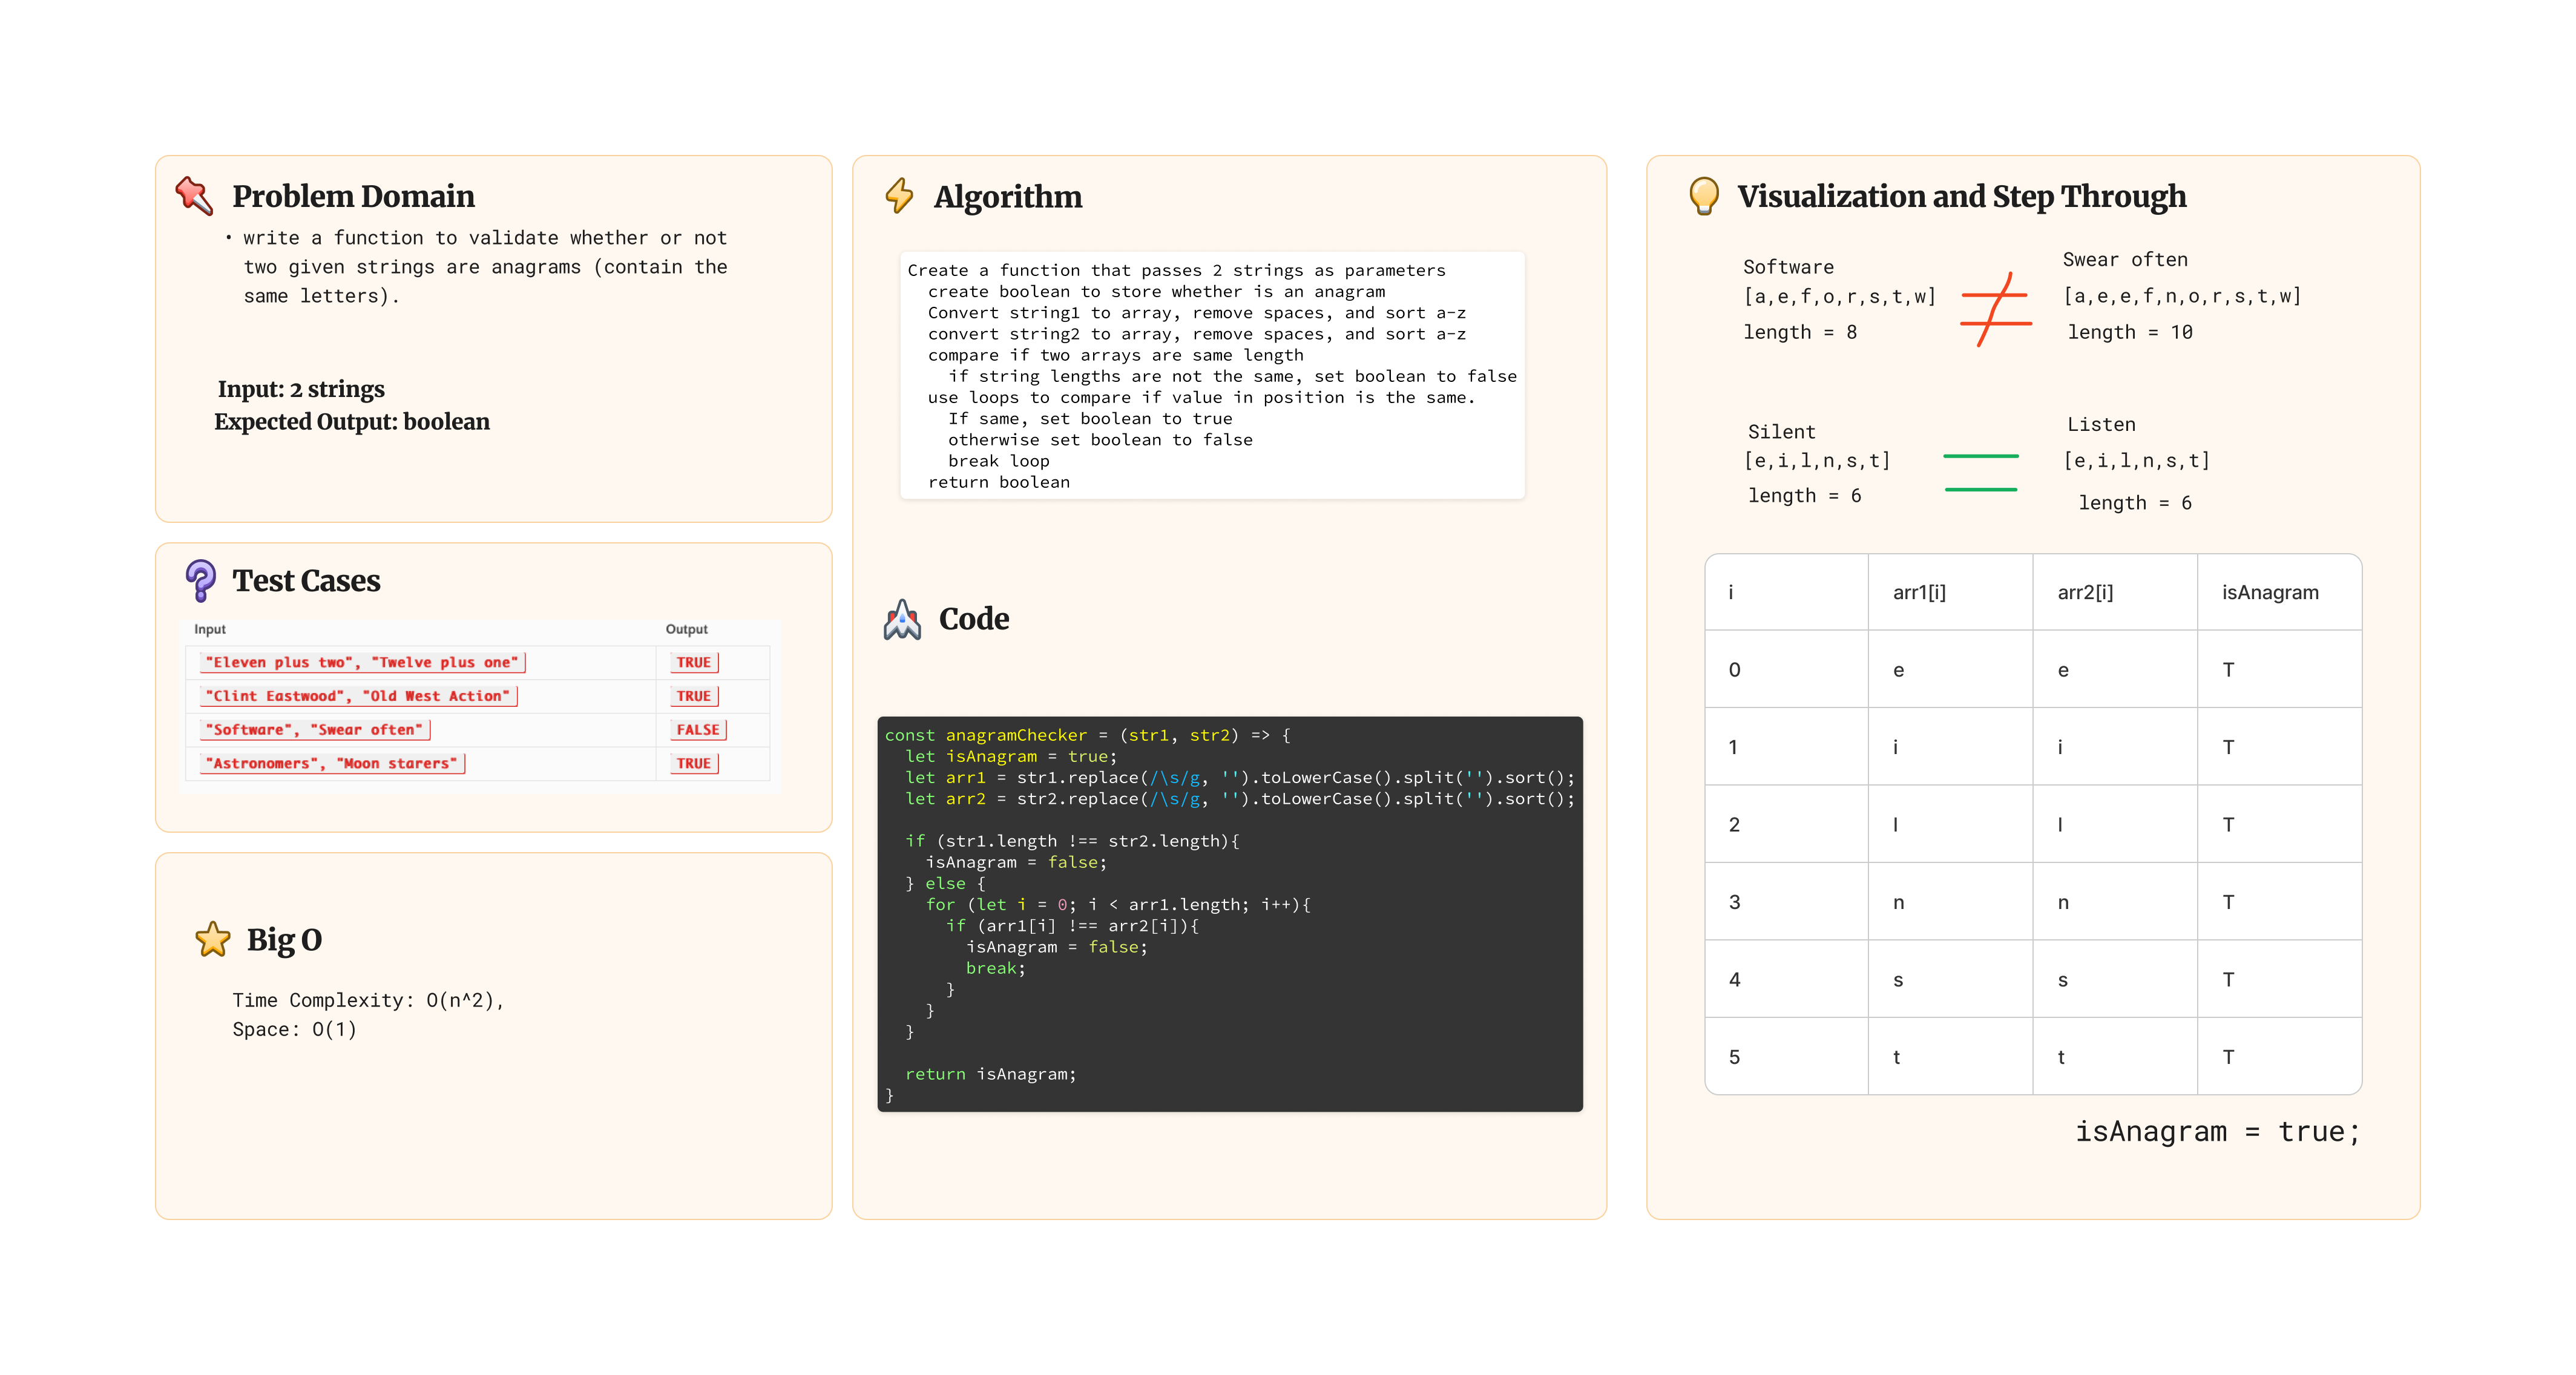 Problem Domain
• write a function to validate whether or not
two given strings are anagrams (contain the
same letters).
Input: 2 strings
Expected Output: boolean
Test Cases
Input Output
"Eleven plus two", "Twelve plus one" TRUE
"Clint Eastwood", "Old West Action" TRUE
"Software", "Swear often" FALSE
"Astronomers", "Moon starers" TRUE
Big O
Time Complexity: O(n^2),
Space: O(1)
Algorithm
Create a function that passes 2 strings as parameters
create boolean to store whether is an anagram
Convert string1 to array, remove spaces, and sort a-z
convert string2 to array, remove spaces, and sort a-z
compare if two arrays are same length
if string lengths are not the same, set boolean to false
use loops to compare if value in position is the same.
If same, set boolean to true
otherwise set boolean to false
break loop
return boolean
Code
const anagramChecker = (str1, str2) => {
let isAnagram = true;
let arr1 = str1.replace(/\s/g, '').toLowerCase().split('').sort();
let arr2 = str2.replace(/\s/g, '').toLowerCase().split('').sort();
if (str1.length !== str2.length){
isAnagram = false;
} else {
for (let i = 0; i < arr1.length; i++){
if (arr1[i] !== arr2[i]){
isAnagram = false;
break;
}
}
}
return isAnagram;
}
Visualization and Step Through
Software
[a,e,f,o,r,s,t,w]
length = 8
Swear often
[a,e,e,f,n,o,r,s,t,w]
length = 10
Silent
[e,i,l,n,s,t]
length = 6
Listen
[e,i,l,n,s,t]
length = 6
i arr1[i] arr2[i] isAnagram
0 e e T
1 i i T
2 l l T
3 n n T
4 s s T
5 t t T
isAnagram = true;